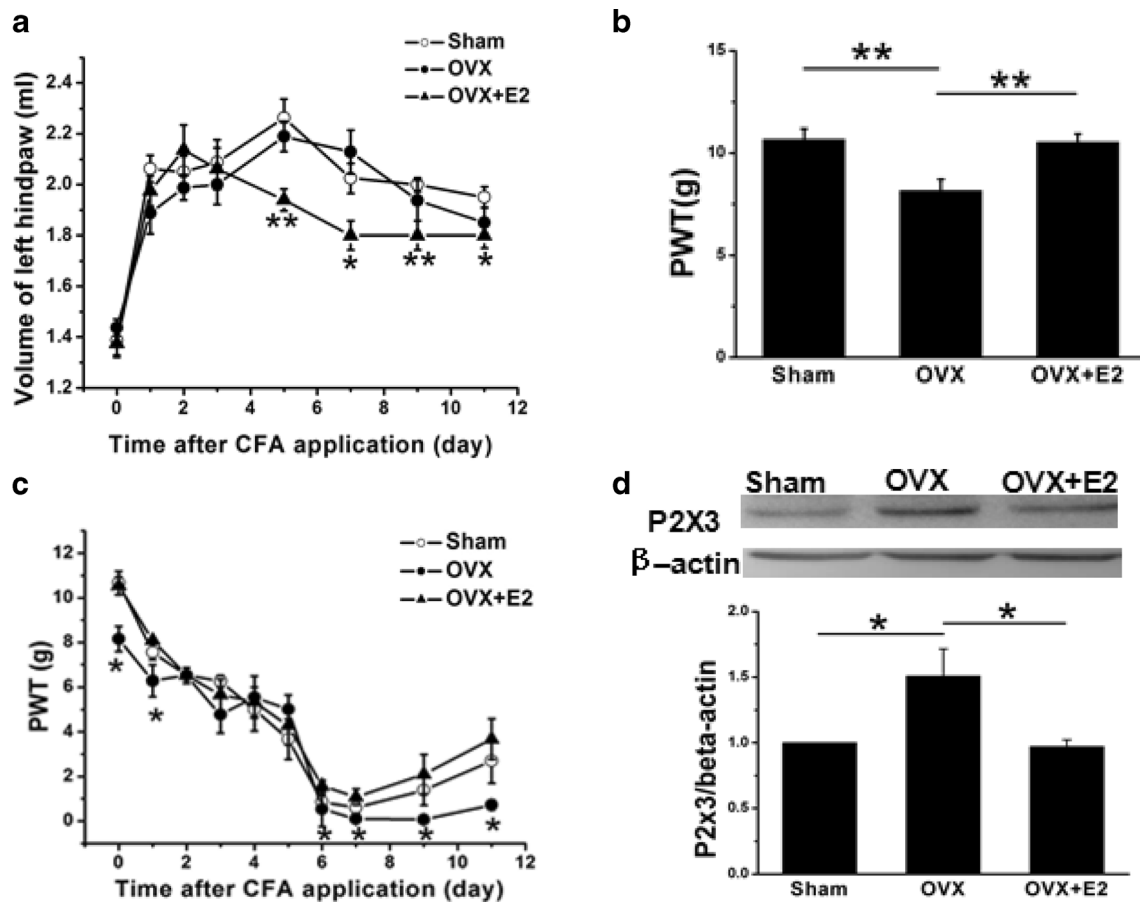 a
Sham
OVX
OVX+E2
2.4
2.2
2.0
1.8
1.6
1.4
1.2
Volume of left hindpaw (ml)
**
*
**
*
0 2 4 6 8 10 12
Time after CFA application (day)
b
15
10
5
0
PWT(g)
**
**
Sham OVX OVX+E2
c
Sham
OVX
OVX+E2
12
10
8
6
4
2
0
PWT (g)
*
*
* * * *
0 2 4 6 8 10 12
Time after CFA application (day)
d
Sham OVX OVX+E2
P2X3
β–actin
2.0
1.5
1.0
0.5
0.0
P2x3/beta-actin
*
*
Sham OVX OVX+E2